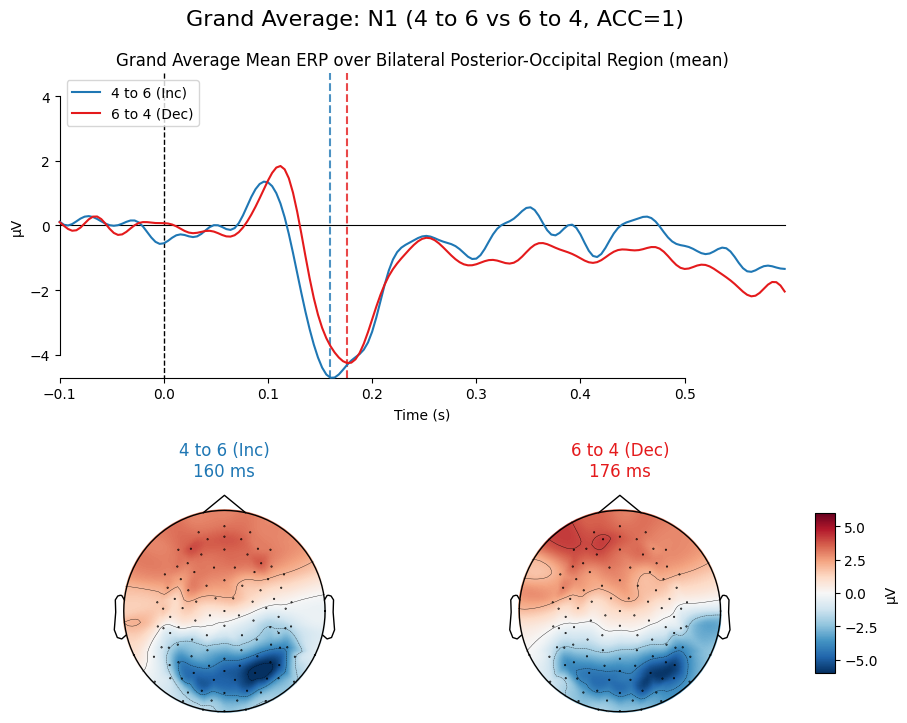 Grand Average: N1 (4 to 6 vs 6 to 4, ACC=1)
Grand Average Mean ERP over Bilateral Posterior-Occipital Region (mean)
4 to 6 (Inc)
6 to 4 (Dec)
4
2
0
−2
−4
µV
−0.1
0.0
0.1
0.2
0.3
0.4
0.5
Time (s)
4 to 6 (Inc)
160 ms
6 to 4 (Dec)
176 ms
5.0
2.5
0.0
−2.5
−5.0
µV